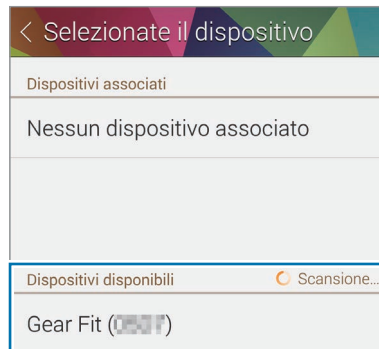 Selezionate il dispositivo
Dispositivi associati
Nessun dispositivo associato
Dispositivi disponibili
Scansione...
Gear Fit ()